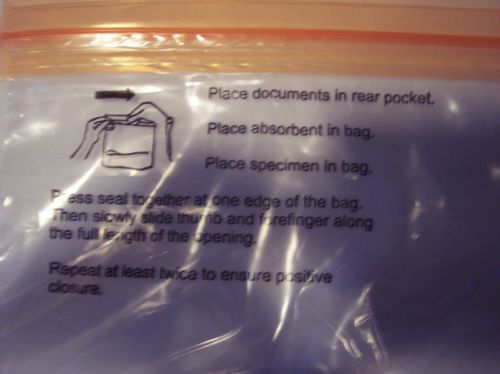 Place documents in rear pocket.
Place absorbent in bag.
Place specimen in bag.
Press seal together at one edge of the bag.
Then slowly slide thumb and forefinger along
the full length of the opening.
Repeat at least twice to ensure positive
closure.